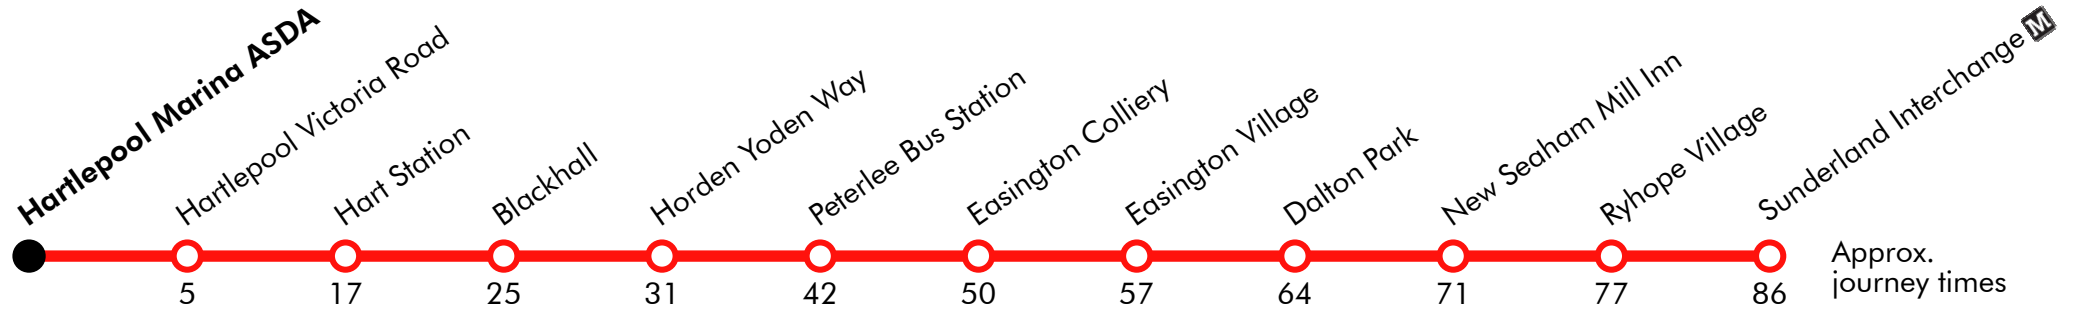 Hartlepool Marina ASDA
Hartlepool Victoria Road
Hart Station
Blackhall
Horden Yoden Way
Peterlee Bus Station
Easington Colliery
Easington Village
Dalton Park
New Seaham Mill Inn
Ryhope Village
Sunderland Interchange M
5 17 25 31 42 50 57 64 71 77 86
Approx.
journey times